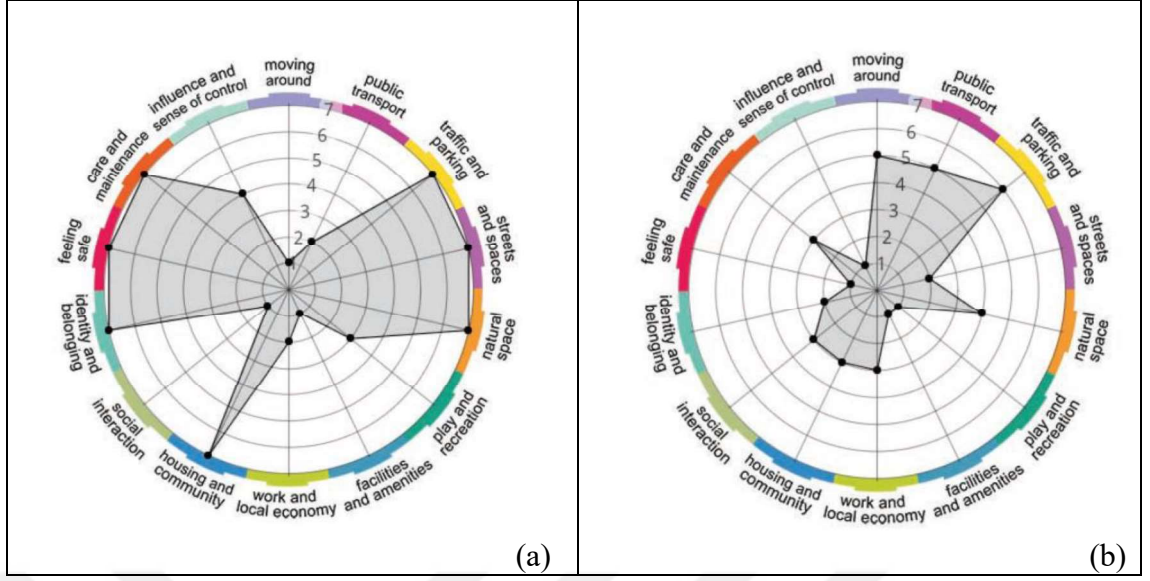 moving
around
public
transport
traffic and
parking
streets
and spaces
natural
space
play and
recreation
facilities
and amenities
work and
local economy
housing and
community
social
interaction
identity and
belonging
feeling
safe
care and
maintenance
influence and
sense of control
7
6
5
4
3
2
1
(a)
moving
around
public
transport
traffic and
parking
streets
and spaces
natural
space
play and
recreation
facilities
and amenities
work and
local economy
housing and
community
social
interaction
identity and
belonging
feeling
safe
care and
maintenance
influence and
sense of control
7
6
5
4
3
2
1
(b)